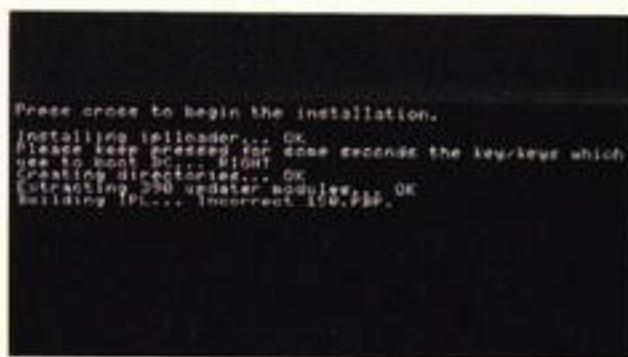 Press cross to begin the installation.
Installing iplloader... OK
Please keep pressed for some seconds the key/keys which
use to boot DC... RIGHT
Creating directories... OK
Extracting 390 updater modules... OK
Building IPL... Incorrect 150.PBP.